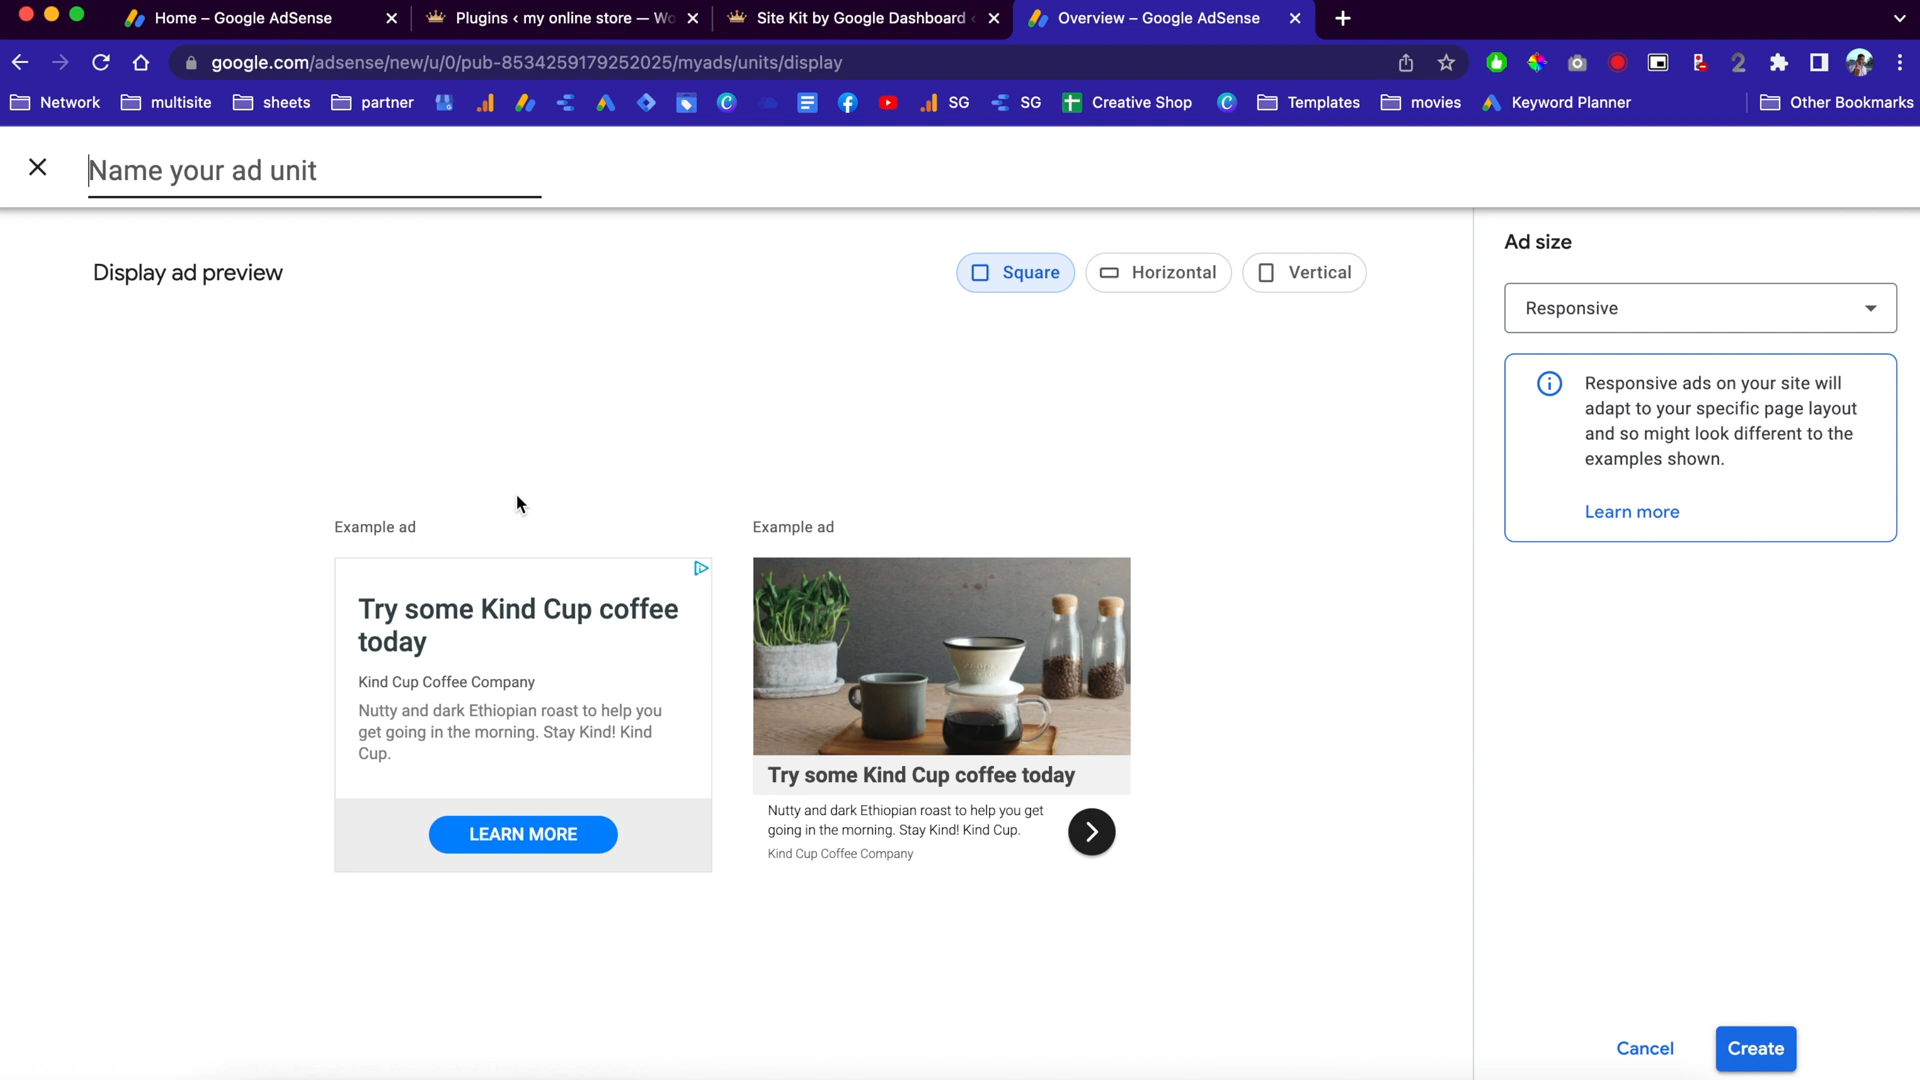 Home – Google AdSense
Plugins ‹ my online store — Wo
Site Kit by Google Dashboard
Overview – Google AdSense
google.com/adsense/new/u/0/pub-8534259179252025/myads/units/display
2
Network
multisite
sheets
partner
SG
SG
Creative Shop
Templates
movies
Keyword Planner
Other Bookmarks
Name your ad unit
Display ad preview
Square
Horizontal
Vertical
Example ad
Try some Kind Cup coffee
today
Kind Cup Coffee Company
Nutty and dark Ethiopian roast to help you
get going in the morning. Stay Kind! Kind
Cup.
LEARN MORE
Example ad
Try some Kind Cup coffee today
Nutty and dark Ethiopian roast to help you get
going in the morning. Stay Kind! Kind Cup.
Kind Cup Coffee Company
Ad size
Responsive
Responsive ads on your site will
adapt to your specific page layout
and so might look different to the
examples shown.
Learn more
Cancel
Create